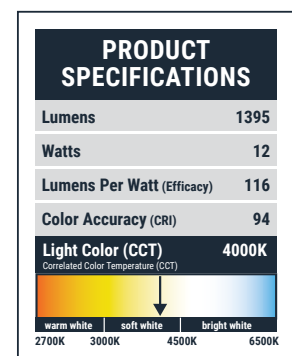 PRODUCT
SPECIFICATIONS
Lumens 1395
Watts 12
Lumens Per Watt (Efficacy) 116
Color Accuracy (CRI) 94
Light Color (CCT) 4000K
Correlated Color Temperature (CCT)
warm white soft white bright white
2700K 3000K 4500K 6500K